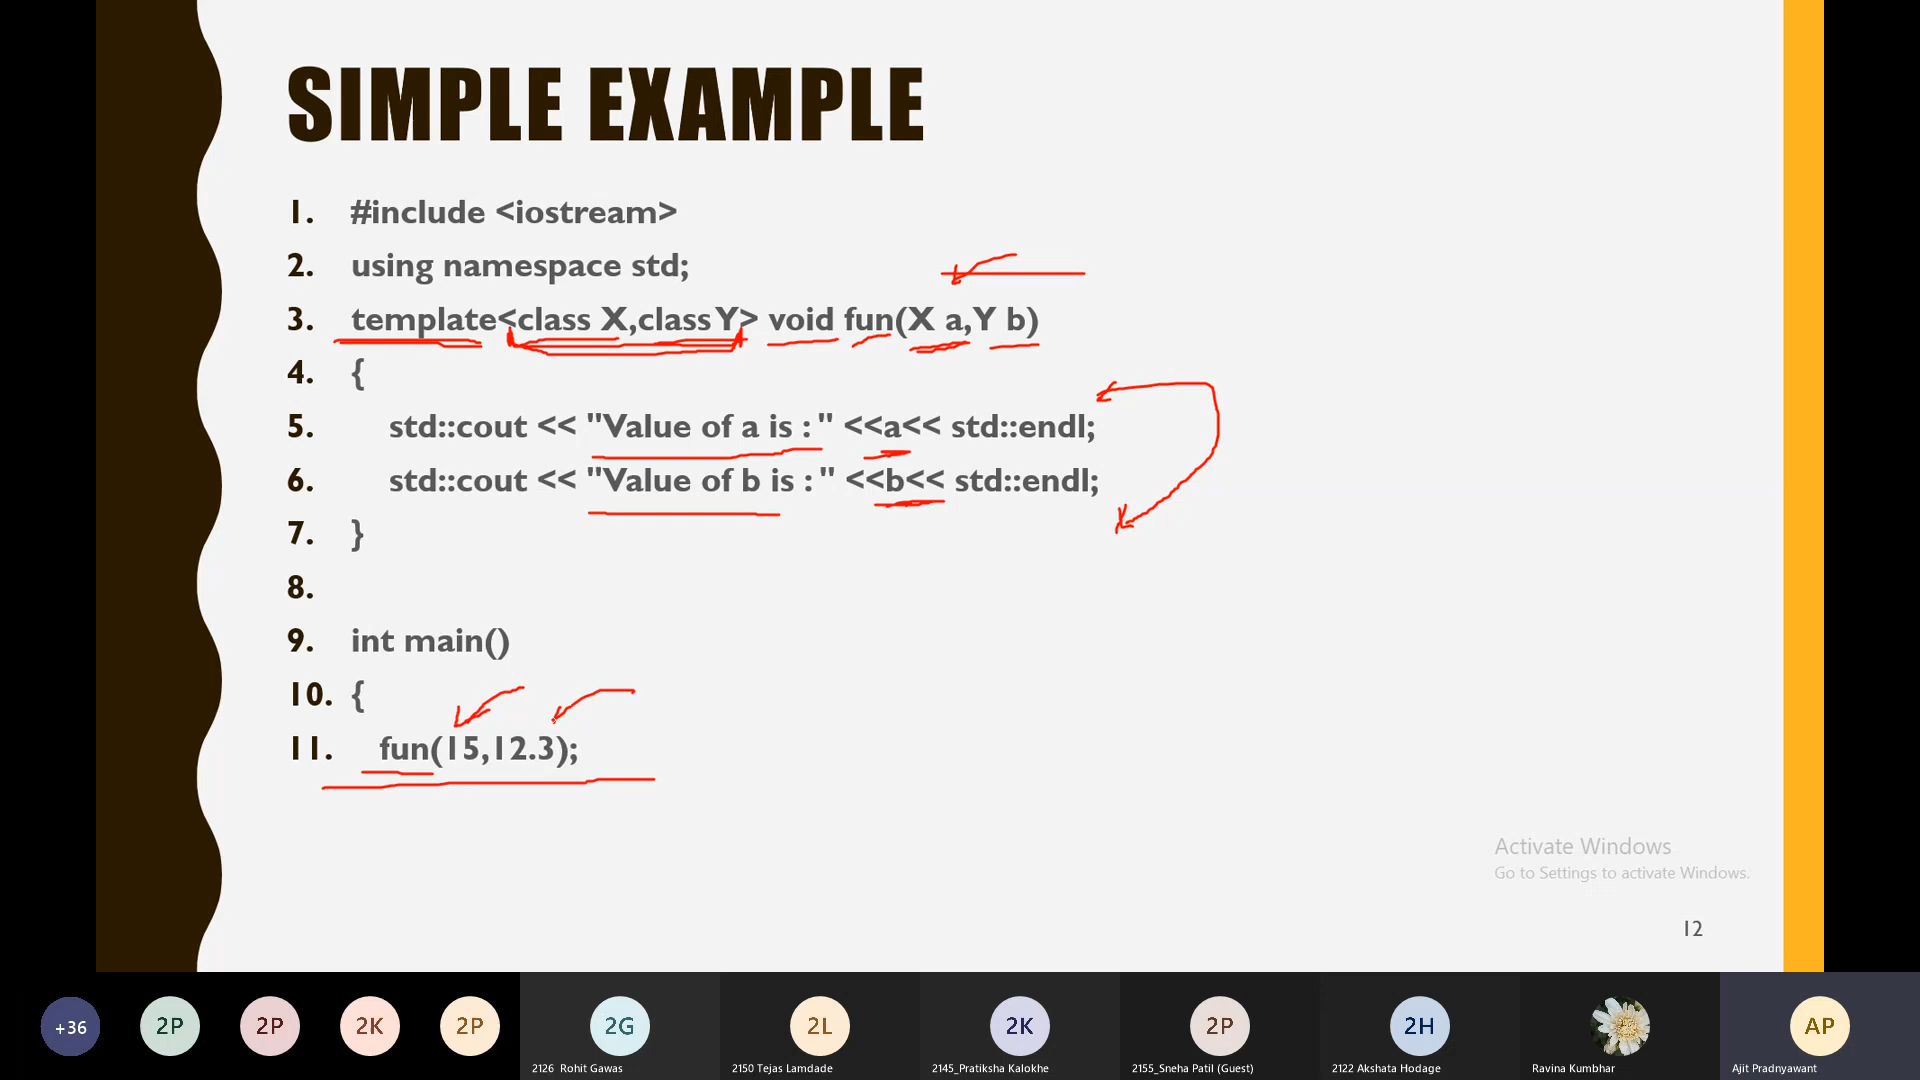 SIMPLE EXAMPLE
1. #include <iostream>
2. using namespace std;
3. template<class X,class Y> void fun(X a,Y b)
4. {
5. std::cout << "Value of a is : " <<a<< std::endl;
6. std::cout << "Value of b is : " <<b<< std::endl;
7. }
8.
9. int main()
10. {
11. fun(15,12.3);
Activate Windows
Go to Settings to activate Windows.
12
+36 2P 2P 2K 2P 2G 2L 2K 2P 2H AP
2126 Rohit Gawas 2150 Tejas Lamdade 2145_Pratiksha Kalokhe 2155_Sneha Patil (Guest) 2122 Akshata Hodage Ravina Kumbhar Ajit Pradnyawant